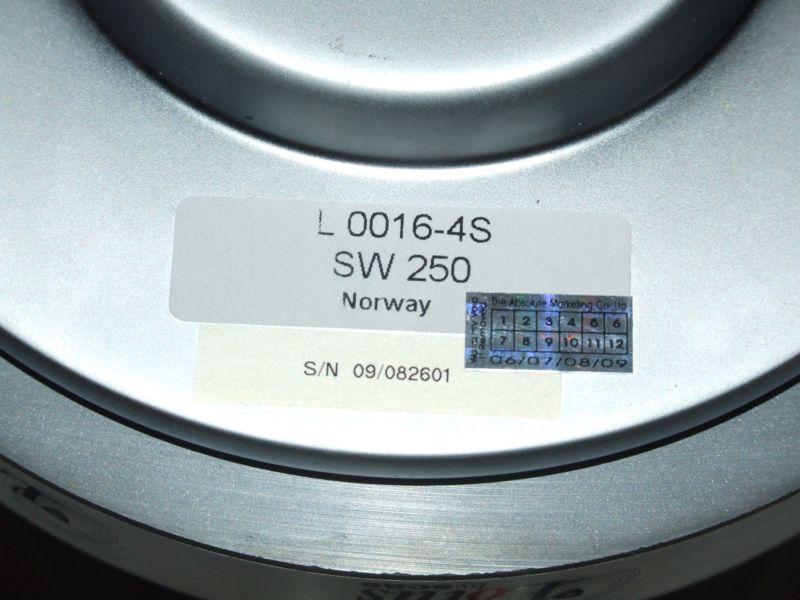 L 0016-4S
SW 250
Norway
The Absolute Marketing Co., Ltd
1 2 3 4 5 6
7 8 9 10 11 12
06/07/08/09
S/N 09/082601